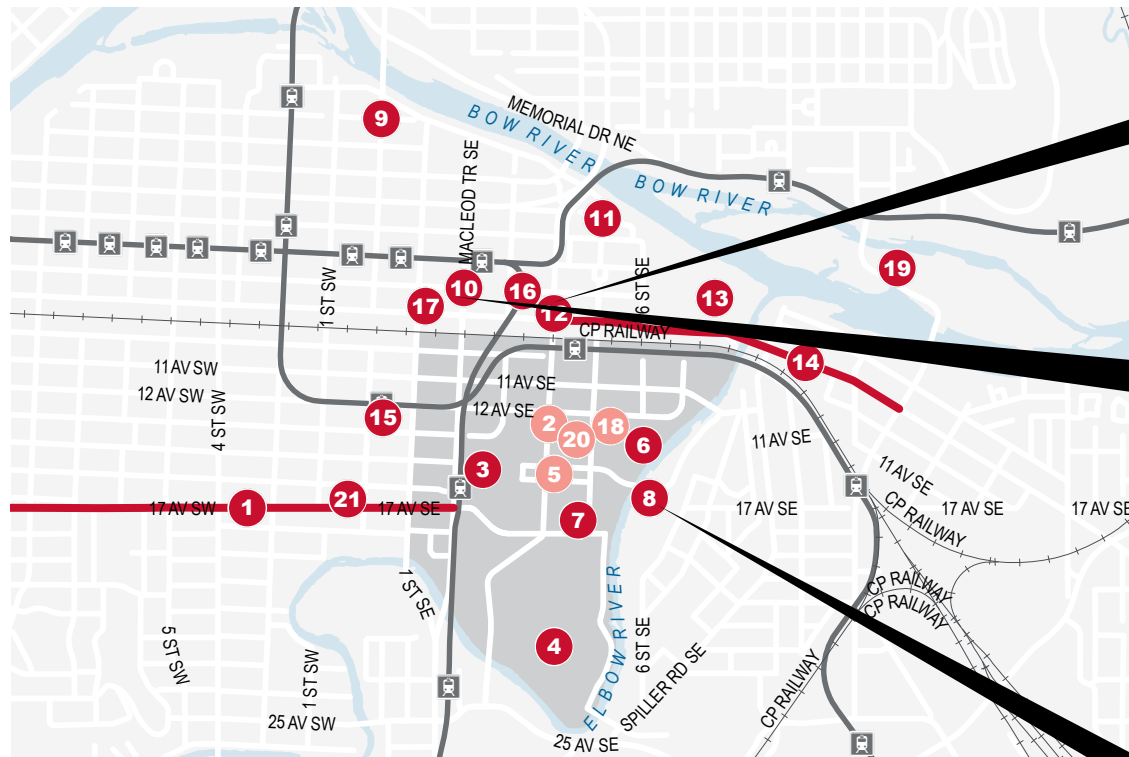 9
MEMORIAL DR NE
BOW RIVER
BOW RIVER
11
MACLEOD TR SE
6 ST SE
19
1 ST SW
17
10
16
12
13
CP RAILWAY
14
11 AV SW
12 AV SW
4 ST SW
15
11 AV SE
12 AV SE
2
20
18
6
3
5
11 AV SE
11 AV SE
CP RAILWAY
17 AV SW
1
21
17 AV SE
7
8
17 AV SE
17 AV SE
17 AV SE
CP RAILWAY
CP RAILWAY
1 ST SE
ELBOW RIVER
4
6 ST SE
SPILLER RD SE
CP RAILWAY
5 ST SW
1 ST SW
25 AV SW
25 AV SE